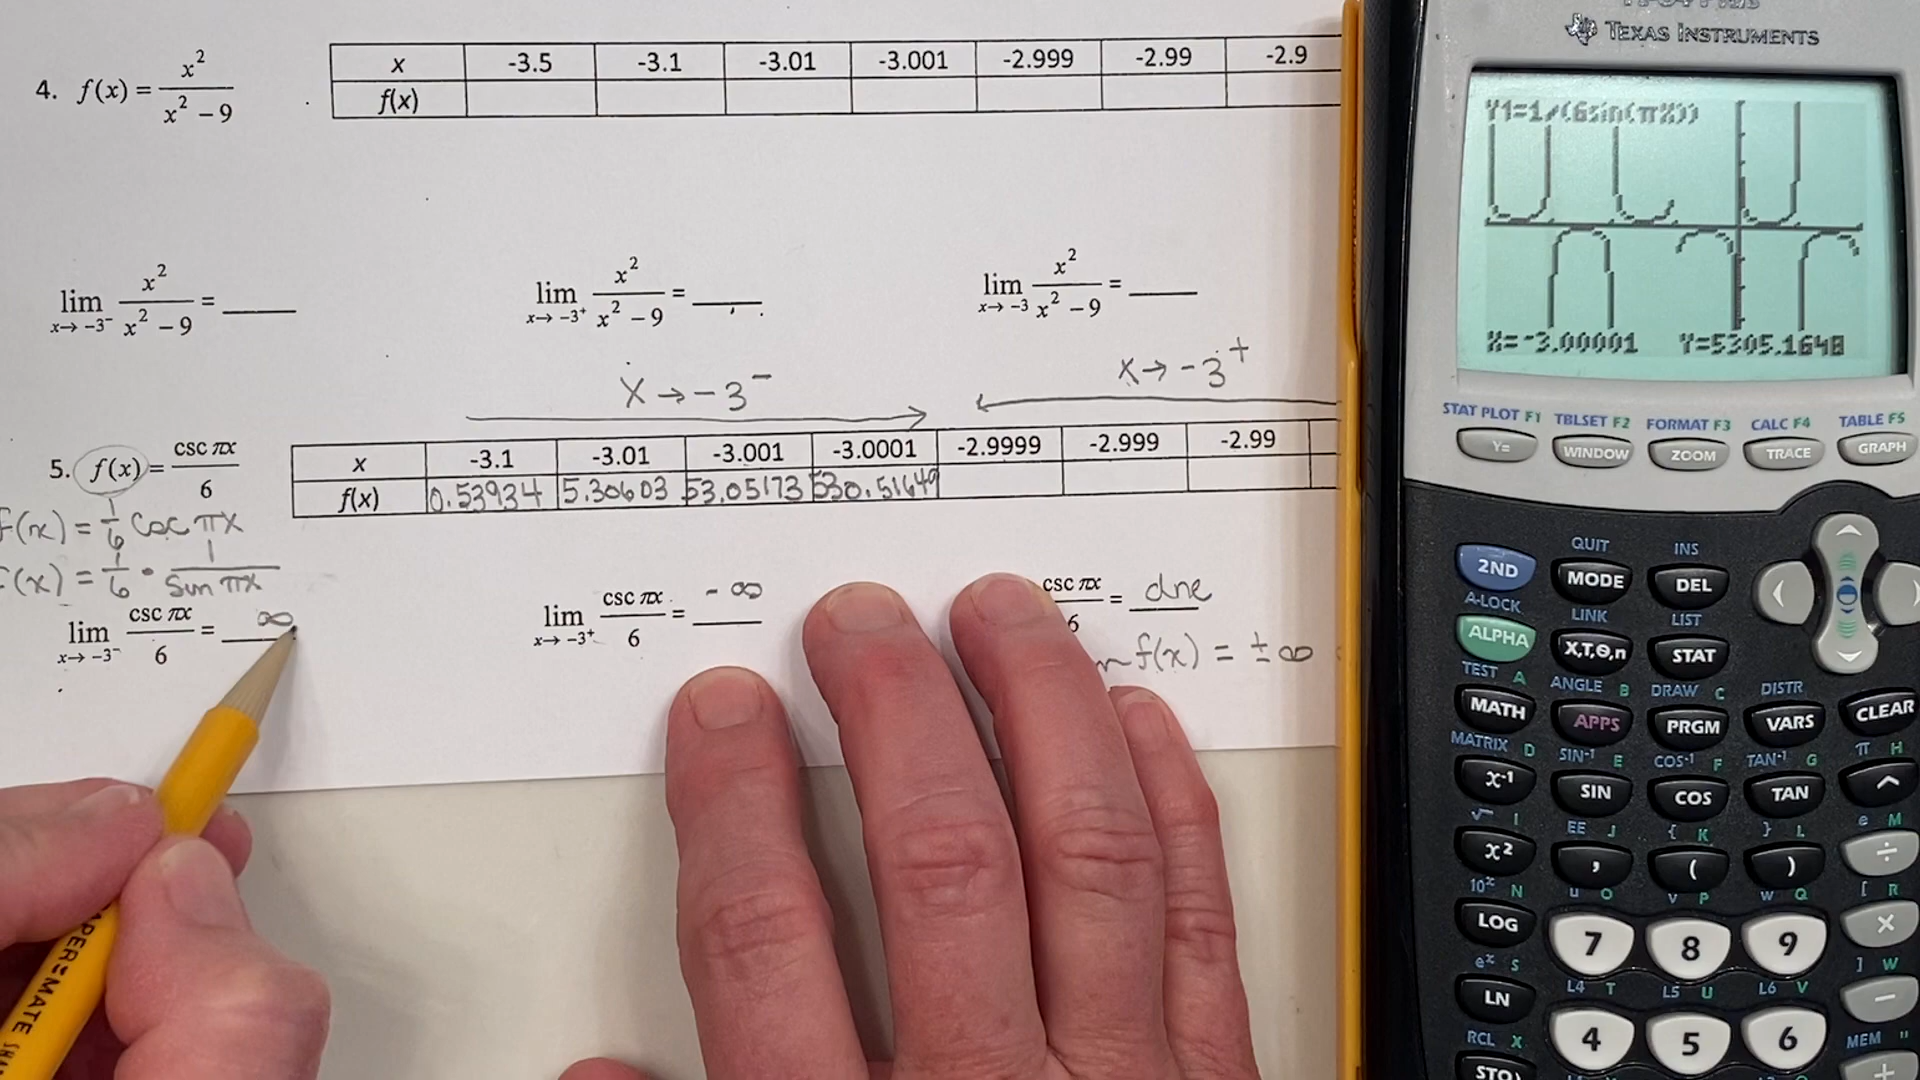 4. f(x) = x² / (x² − 9)
x -3.5 -3.1 -3.01 -3.001 -2.999 -2.99 -2.9
f(x)
lim x→ −3⁻ x² / (x² − 9) = ____
lim x→ −3⁺ x² / (x² − 9) = ____
lim x→ −3 x² / (x² − 9) = ____
x → -3⁻
x → -3⁺
5. f(x) = csc πx / 6
x -3.1 -3.01 -3.001 -3.0001 -2.9999 -2.999 -2.99
f(x) 0.53934 5.30603 53.05173 530.51649
f(x) = 1/6 csc πx
f(x) = 1/6 • 1 / sin πx
lim x→ −3⁻ csc πx / 6 = ∞
lim x→ −3⁺ csc πx / 6 = - ∞
csc πx / 6 = dne
f(x) = ± ∞
PAPER=MATE
TEXAS INSTRUMENTS
Y1=1/(6sin(πX))
X=-3.00001 Y=5305.1648
STAT PLOT F1 TBLSET F2 FORMAT F3 CALC F4 TABLE F5
Y= WINDOW ZOOM TRACE GRAPH
QUIT INS
2ND MODE DEL
A-LOCK LINK LIST
ALPHA X,T,Θ,n STAT
TEST A ANGLE B DRAW C DISTR
MATH APPS PRGM VARS CLEAR
MATRIX D SIN⁻¹ E COS⁻¹ F TAN⁻¹ G π H
x⁻¹ SIN COS TAN ^
√ I EE J { K } L e M
x² , ( ) ÷
10ˣ N u O v P w Q [ R
LOG 7 8 9 ×
eˣ S L4 T L5 U L6 V ] W
LN 4 5 6 −
RCL X MEM "
STO +